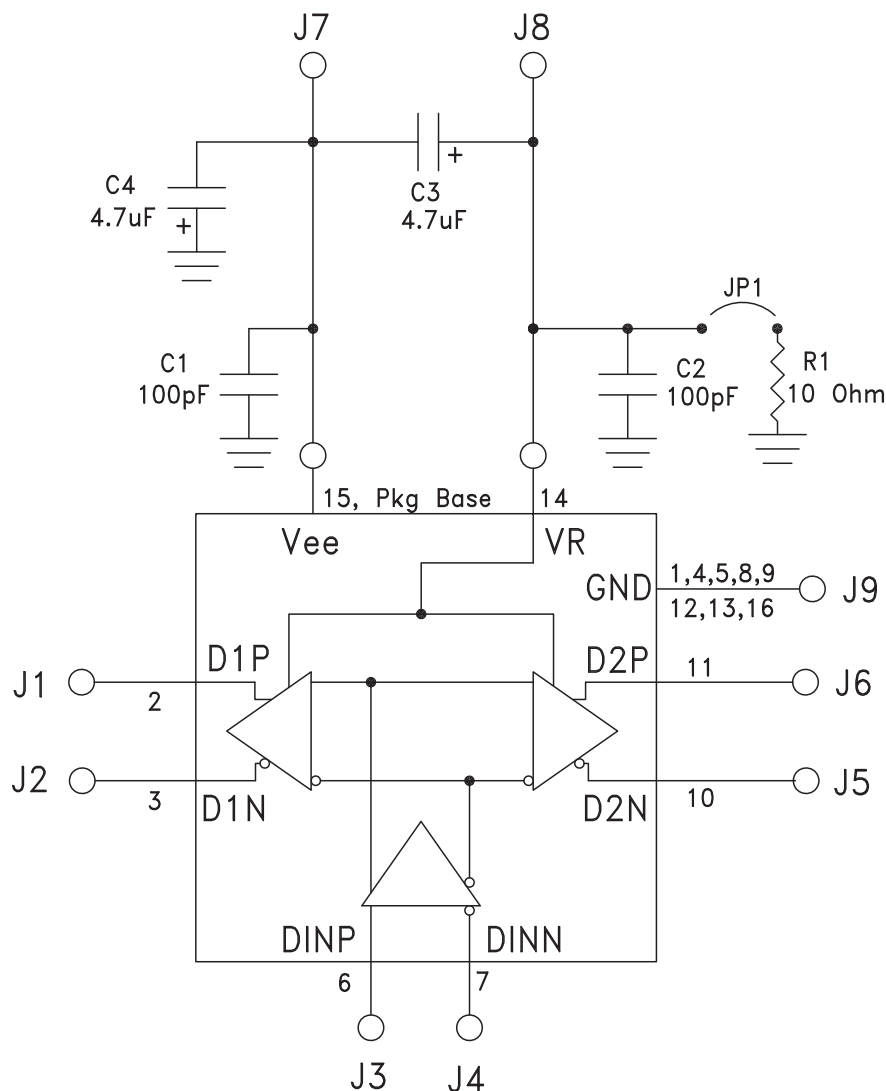 J7
J8
C4
4.7uF
+
+
C3
4.7uF
JP1
C1
100pF
C2
100pF
R1
10 Ohm
15, Pkg Base
14
Vee
VR
GND
1,4,5,8,9
12,13,16
J9
J1
2
D1P
D2P
11
J6
J2
3
D1N
D2N
10
J5
DINP
DINN
6
7
J3
J4